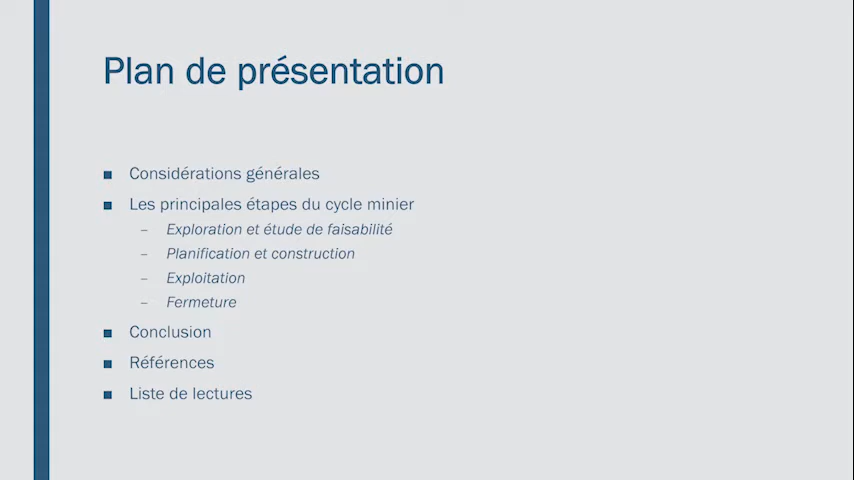 Plan de présentation
■ Considérations générales
■ Les principales étapes du cycle minier
– Exploration et étude de faisabilité
– Planification et construction
– Exploitation
– Fermeture
■ Conclusion
■ Références
■ Liste de lectures